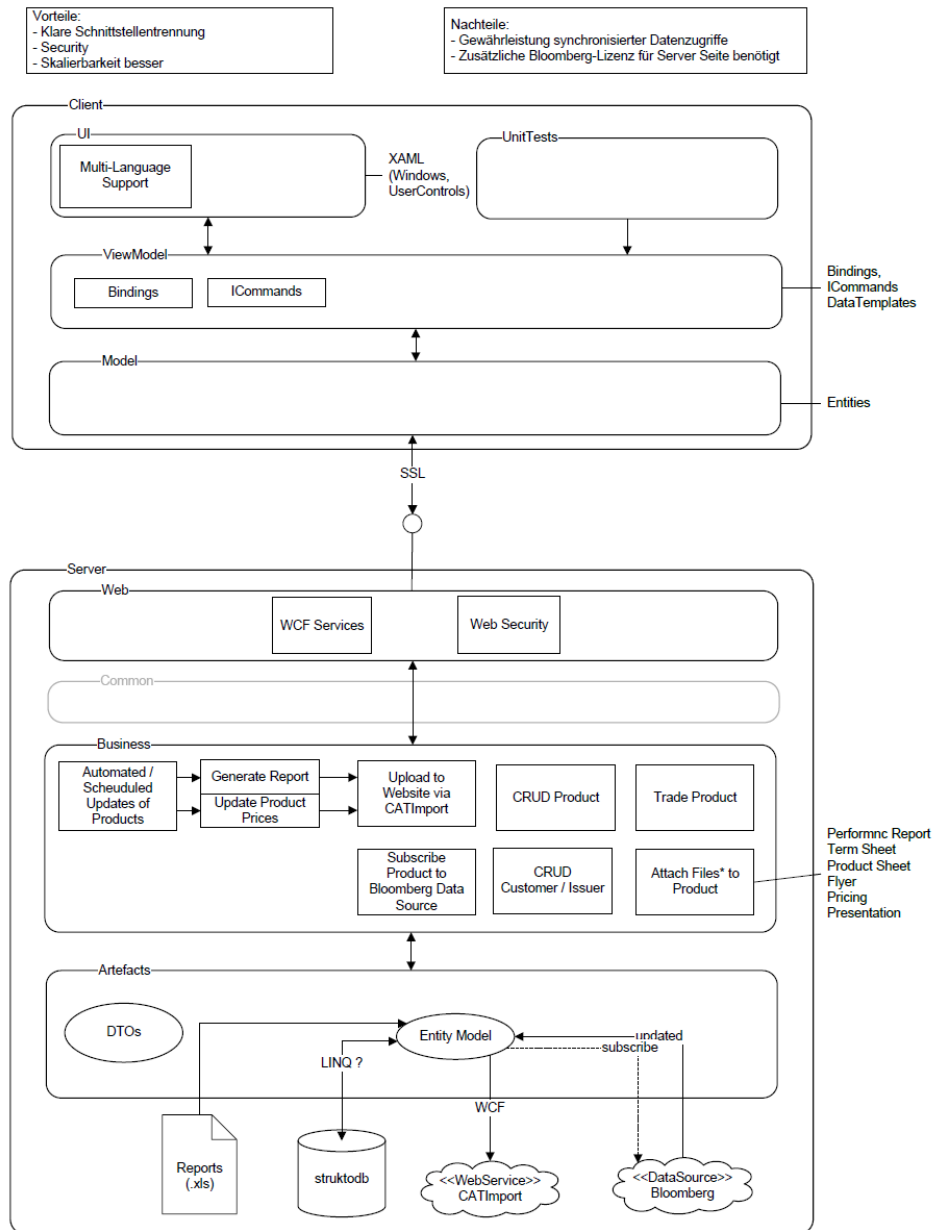 Vorteile:
- Klare Schnittstellentrennung
- Security
- Skalierbarkeit besser
Nachteile:
- Gewährleistung synchronisierter Datenzugriffe
- Zusätzliche Bloomberg-Lizenz für Server Seite benötigt
Client
UI
Multi-Language
Support
XAML
(Windows,
UserControls)
UnitTests
ViewModel
Bindings
ICommands
Bindings,
ICommands
DataTemplates
Model
Entities
SSL
Server
Web
WCF Services
Web Security
Common
Business
Automated /
Scheuduled
Updates of
Products
Generate Report
Update Product
Prices
Upload to
Website via
CATImport
CRUD Product
Trade Product
Subscribe
Product to
Bloomberg Data
Source
CRUD
Customer / Issuer
Attach Files* to
Product
Performnc Report
Term Sheet
Product Sheet
Flyer
Pricing
Presentation
Artefacts
DTOs
Entity Model
updated
subscribe
LINQ ?
WCF
Reports
(.xls)
struktodb
<<WebService>>
CATImport
<<DataSource>>
Bloomberg